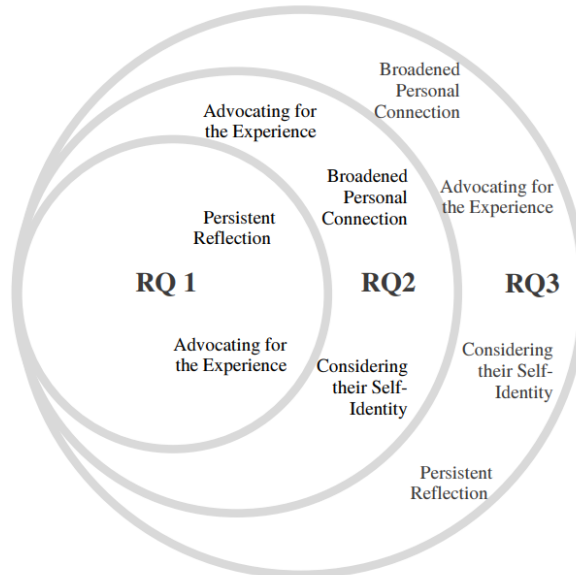 Broadened
Personal
Connection
Advocating for
the Experience
Broadened
Personal
Connection
Advocating for
the Experience
Persistent
Reflection
RQ 1
RQ2
RQ3
Advocating for
the Experience
Considering
their Self-
Identity
Considering
their Self-
Identity
Persistent
Reflection